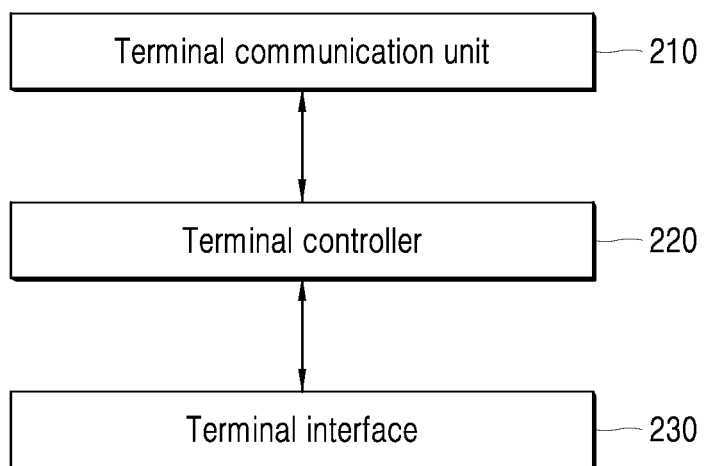 Terminal communication unit 210
Terminal controller 220
Terminal interface 230